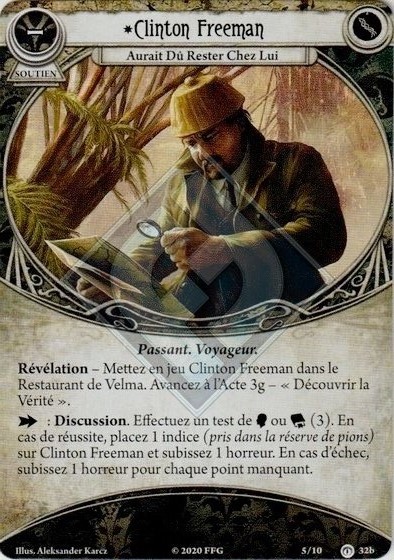 *Clinton Freeman
Aurait Dû Rester Chez Lui
SOUTIEN
Passant. Voyageur.
Révélation – Mettez en jeu Clinton Freeman dans le
Restaurant de Velma. Avancez à l'Acte 3g – « Découvrir la
Vérité ».
: Discussion. Effectuez un test de ou (3). En
cas de réussite, placez 1 indice (pris dans la réserve de pions)
sur Clinton Freeman et subissez 1 horreur. En cas d'échec,
subissez 1 horreur pour chaque point manquant.
Illus. Aleksander Karcz © 2020 FFG 5/10 32b